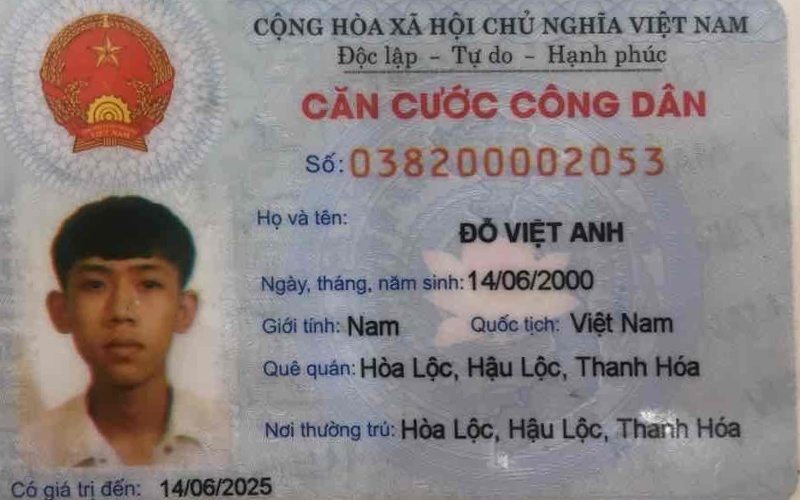 CỘNG HÒA XÃ HỘI CHỦ NGHĨA VIỆT NAM
Độc lập - Tự do - Hạnh phúc
CĂN CƯỚC CÔNG DÂN
Số: 038200002053
Họ và tên:
ĐỖ VIỆT ANH
Ngày, tháng, năm sinh: 14/06/2000
Giới tính: Nam Quốc tịch: Việt Nam
Quê quán: Hòa Lộc, Hậu Lộc, Thanh Hóa
Nơi thường trú: Hòa Lộc, Hậu Lộc, Thanh Hóa
Có giá trị đến: 14/06/2025